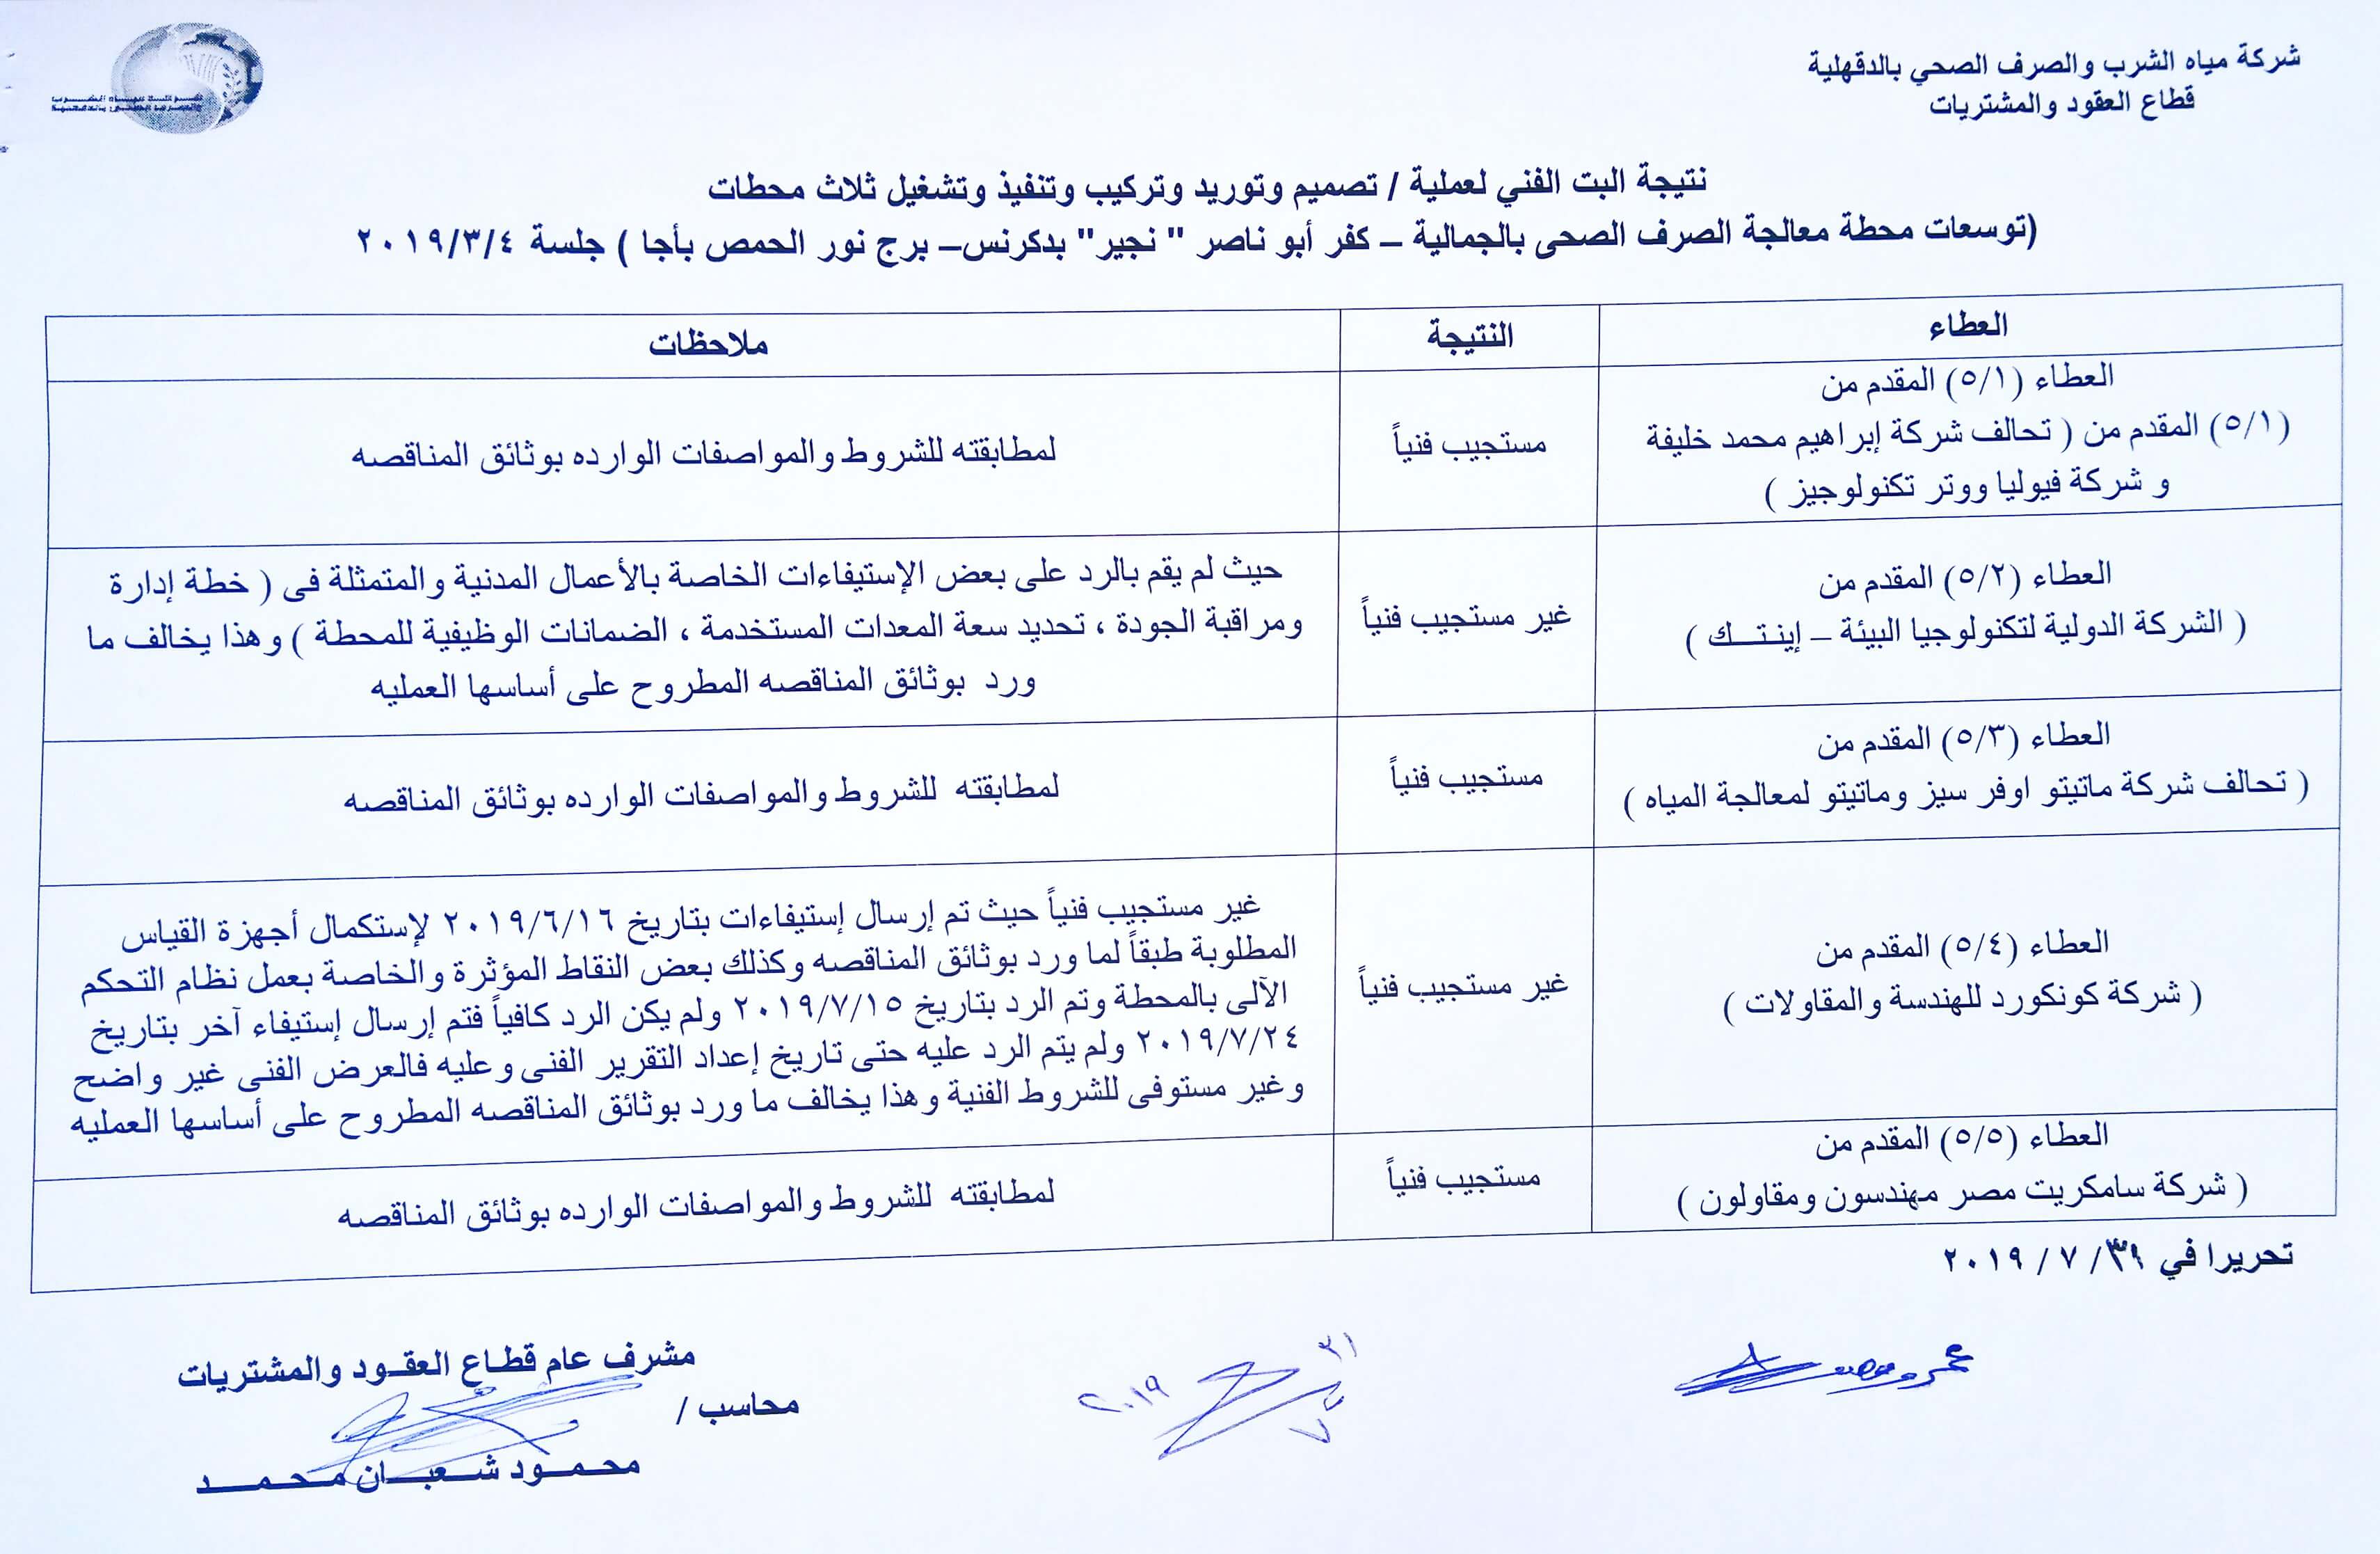 شركة مياه الشرب والصرف الصحي بالدقهلية
قطاع العقود والمشتريات
نتيجة البت الفني لعملية / تصميم وتوريد وتركيب وتنفيذ وتشغيل ثلاث محطات
(توسعات محطة معالجة الصرف الصحى بالجمالية – كفر أبو ناصر " نجير" بدكرنس– برج نور الحمص بأجا ) جلسة ٢٠١٩/٣/٤
العطاء
النتيجة
ملاحظات
العطاء (٥/١) المقدم من
(٥/١) المقدم من ( تحالف شركة إبراهيم محمد خليفة
و شركة فيوليا ووتر تكنولوجيز )
مستجيب فنياً
لمطابقته للشروط والمواصفات الوارده بوثائق المناقصه
العطاء (٥/٢) المقدم من
( الشركة الدولية لتكنولوجيا البيئة – إينـتــك )
غير مستجيب فنياً
حيث لم يقم بالرد على بعض الإستيفاءات الخاصة بالأعمال المدنية والمتمثلة فى ( خطة إدارة
ومراقبة الجودة ، تحديد سعة المعدات المستخدمة ، الضمانات الوظيفية للمحطة ) وهذا يخالف ما
ورد بوثائق المناقصه المطروح على أساسها العمليه
العطاء (٥/٣) المقدم من
( تحالف شركة ماتيتو اوفر سيز وماتيتو لمعالجة المياه )
مستجيب فنياً
لمطابقته للشروط والمواصفات الوارده بوثائق المناقصه
العطاء (٥/٤) المقدم من
( شركة كونكورد للهندسة والمقاولات )
غير مستجيب فنياً
غير مستجيب فنياً حيث تم إرسال إستيفاءات بتاريخ ٢٠١٩/٦/١٦ لإستكمال أجهزة القياس
المطلوبة طبقاً لما ورد بوثائق المناقصه وكذلك بعض النقاط المؤثرة والخاصة بعمل نظام التحكم
الآلى بالمحطة وتم الرد بتاريخ ٢٠١٩/٧/١٥ ولم يكن الرد كافياً فتم إرسال إستيفاء آخر بتاريخ
٢٠١٩/٧/٢٤ ولم يتم الرد عليه حتى تاريخ إعداد التقرير الفنى وعليه فالعرض الفنى غير واضح
وغير مستوفى للشروط الفنية وهذا يخالف ما ورد بوثائق المناقصه المطروح على أساسها العمليه
العطاء (٥/٥) المقدم من
( شركة سامكريت مصر مهندسون ومقاولون )
مستجيب فنياً
لمطابقته للشروط والمواصفات الوارده بوثائق المناقصه
تحريرا في ٣١/ ٧ / ٢٠١٩
٣١
٧
٢٠١٩
مشرف عام قطـاع العقــود والمشتريات
محاسب /
محـمــود شــعبـــان محـمـــــد